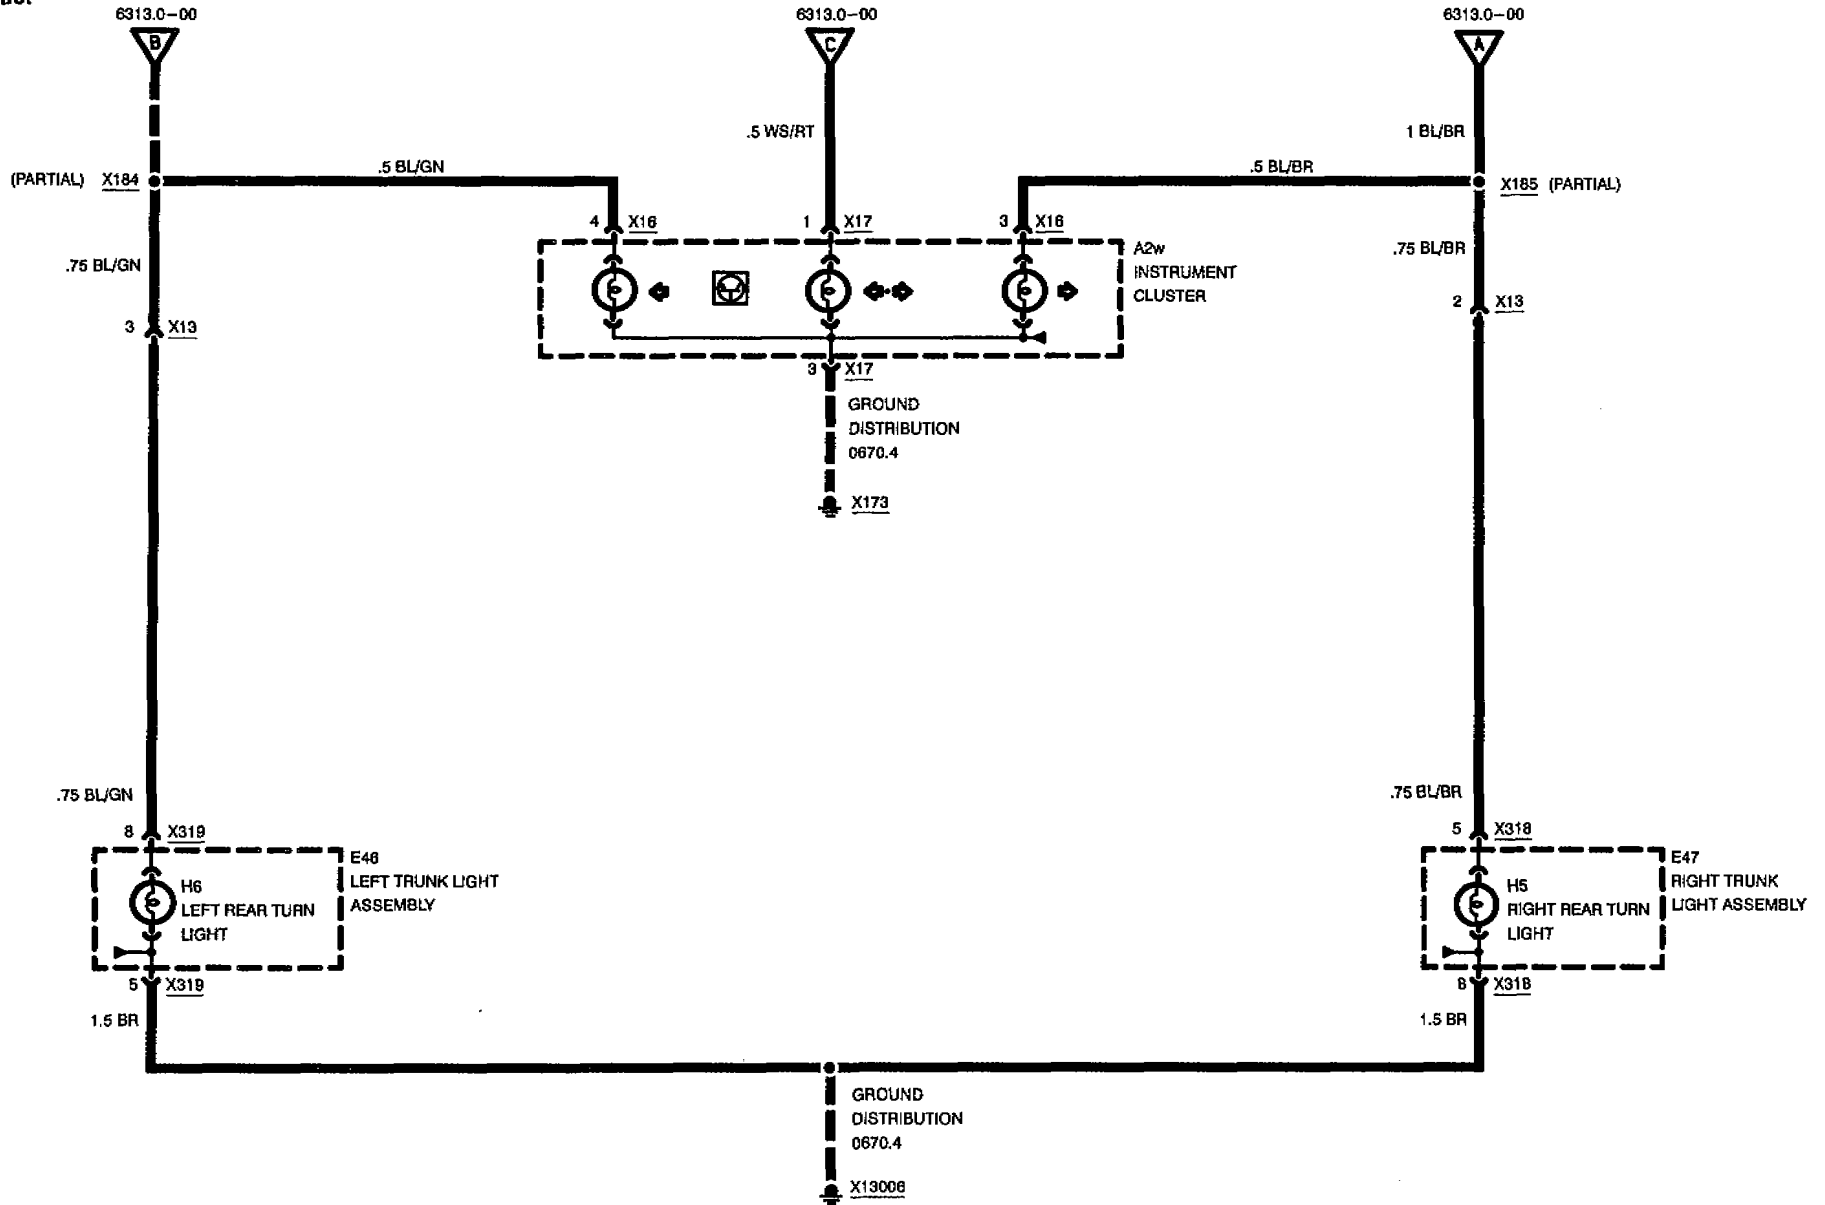 6313.0-00
6313.0-00
6313.0-00
B
C
A
.5 WS/RT
1 BL/BR
(PARTIAL) X184
.5 BL/GN
.5 BL/BR
X185 (PARTIAL)
4 X16
1 X17
3 X16
.75 BL/GN
.75 BL/BR
A2w
INSTRUMENT
CLUSTER
3 X13
2 X13
3 X17
GROUND
DISTRIBUTION
0670.4
X173
.75 BL/GN
.75 BL/BR
8 X319
5 X318
E46
LEFT TRUNK LIGHT
ASSEMBLY
H6
LEFT REAR TURN
LIGHT
E47
RIGHT TRUNK
LIGHT ASSEMBLY
H5
RIGHT REAR TURN
LIGHT
5 X319
8 X318
1.5 BR
1.5 BR
GROUND
DISTRIBUTION
0670.4
X13006